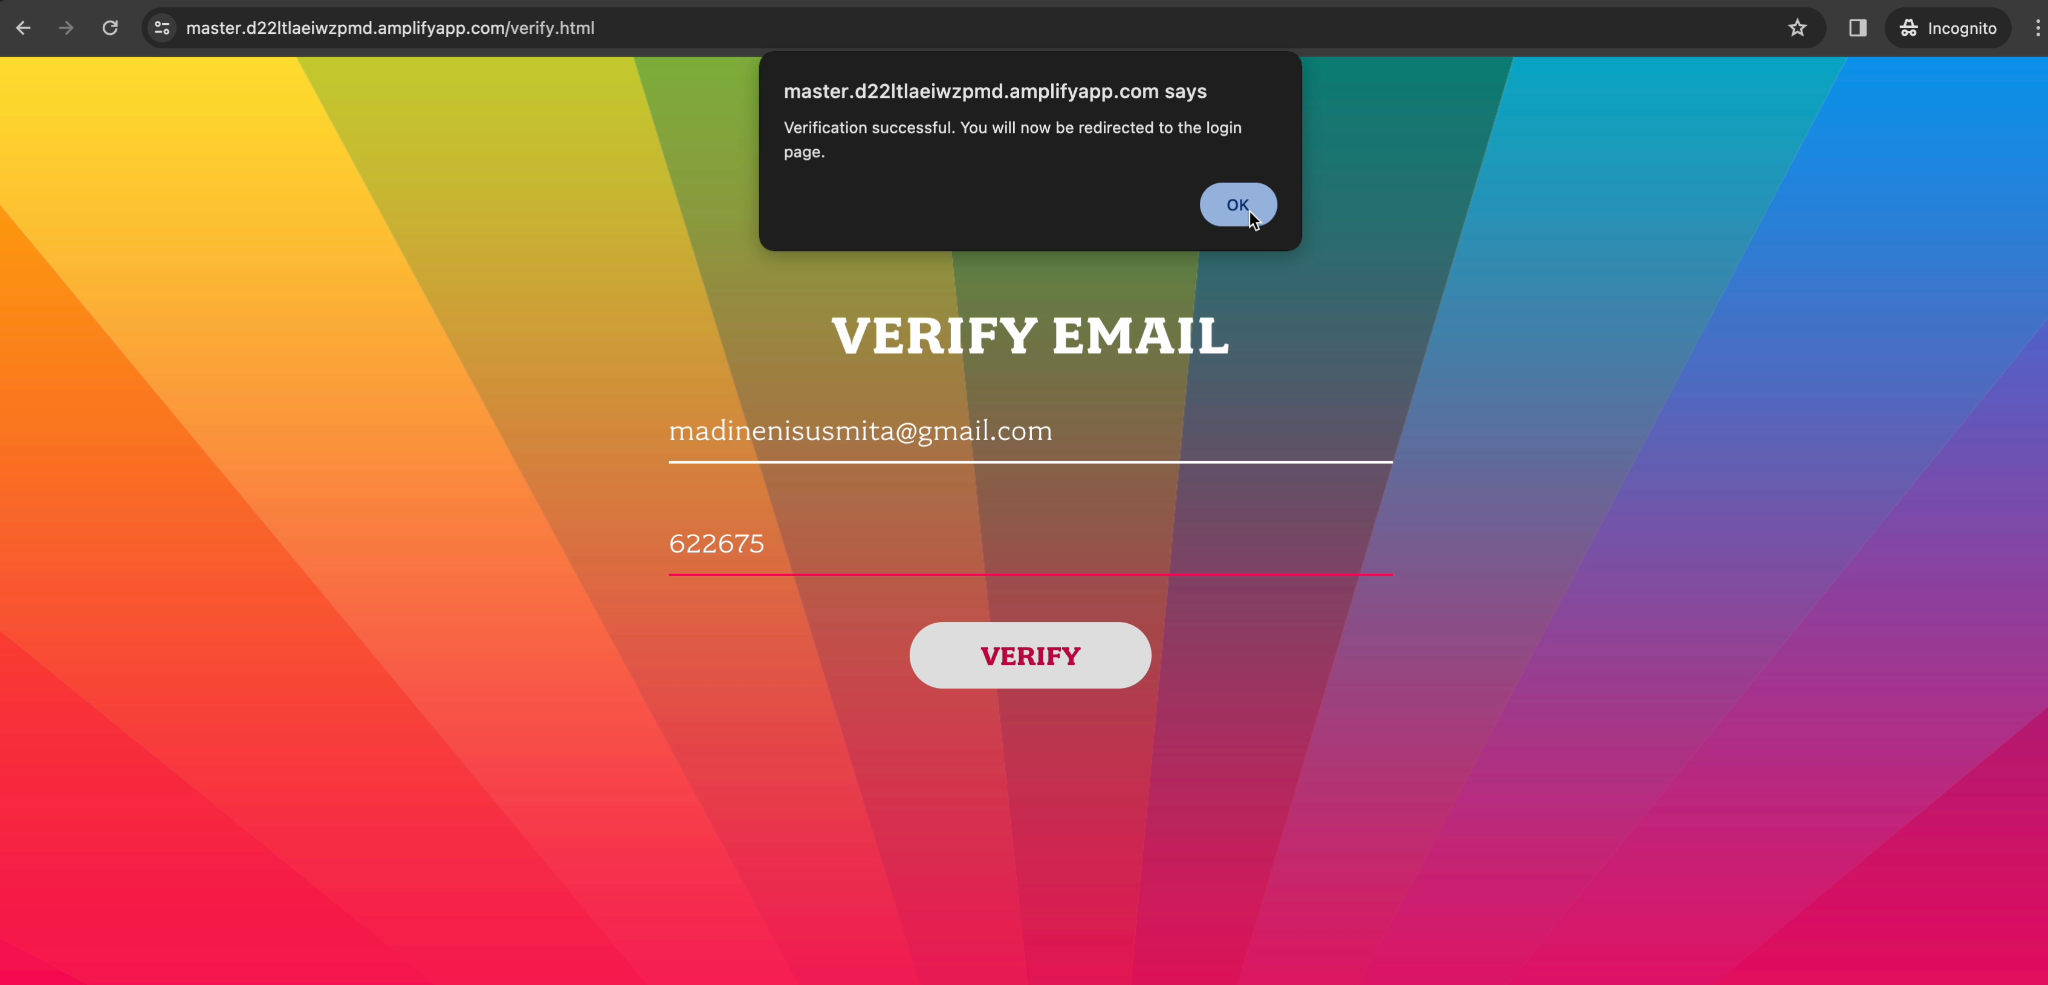 master.d22ltlaeiwzpmd.amplifyapp.com/verify.html
Incognito
master.d22ltlaeiwzpmd.amplifyapp.com says
Verification successful. You will now be redirected to the login
page.
OK
VERIFY EMAIL
madinenisusmita@gmail.com
622675
VERIFY